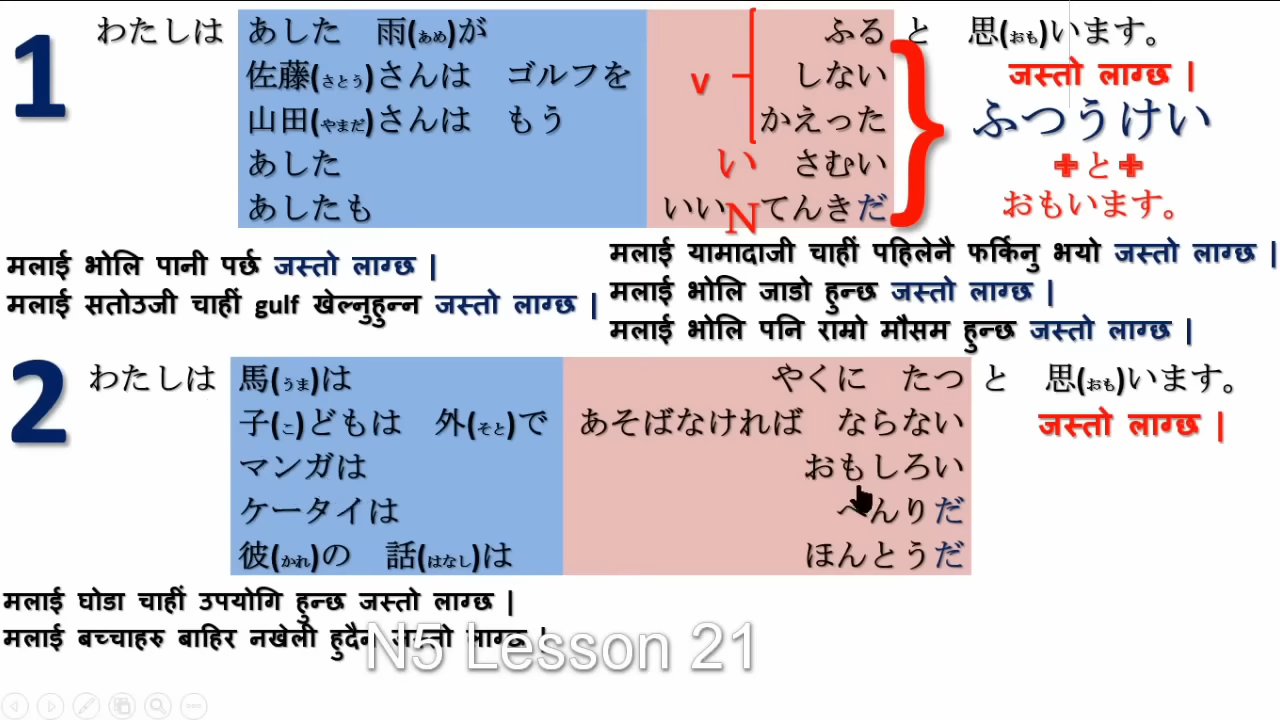 1
わたしは あした 雨(あめ)が ふる と 思(おも)います。
佐藤(さとう)さんは ゴルフを しない
山田(やまだ)さんは もう かえった
あした さむい
あしたも いい てんきだ
V
い
N
जस्तो लाग्छ |
ふつうけい
+と+
おもいます。
मलाई भोलि पानी पर्छ जस्तो लाग्छ |
मलाई सतोउजी चाहीं gulf खेल्नुहुन्न जस्तो लाग्छ |
मलाई यामादाजी चाहीं पहिलेनै फर्किनु भयो जस्तो लाग्छ |
मलाई भोलि जाडो हुन्छ जस्तो लाग्छ |
मलाई भोलि पनि राम्रो मौसम हुन्छ जस्तो लाग्छ |
2
わたしは 馬(うま)は やくに たつ と 思(おも)います。
子(こ)どもは 外(そと)で あそばなければ ならない
マンガは おもしろい
ケータイは べんりだ
彼(かれ)の 話(はなし)は ほんとうだ
जस्तो लाग्छ |
मलाई घोडा चाहीं उपयोगि हुन्छ जस्तो लाग्छ |
मलाई बच्चाहरु बाहिर नखेली हुदैन जस्तो लाग्छ |
N5 Lesson 21